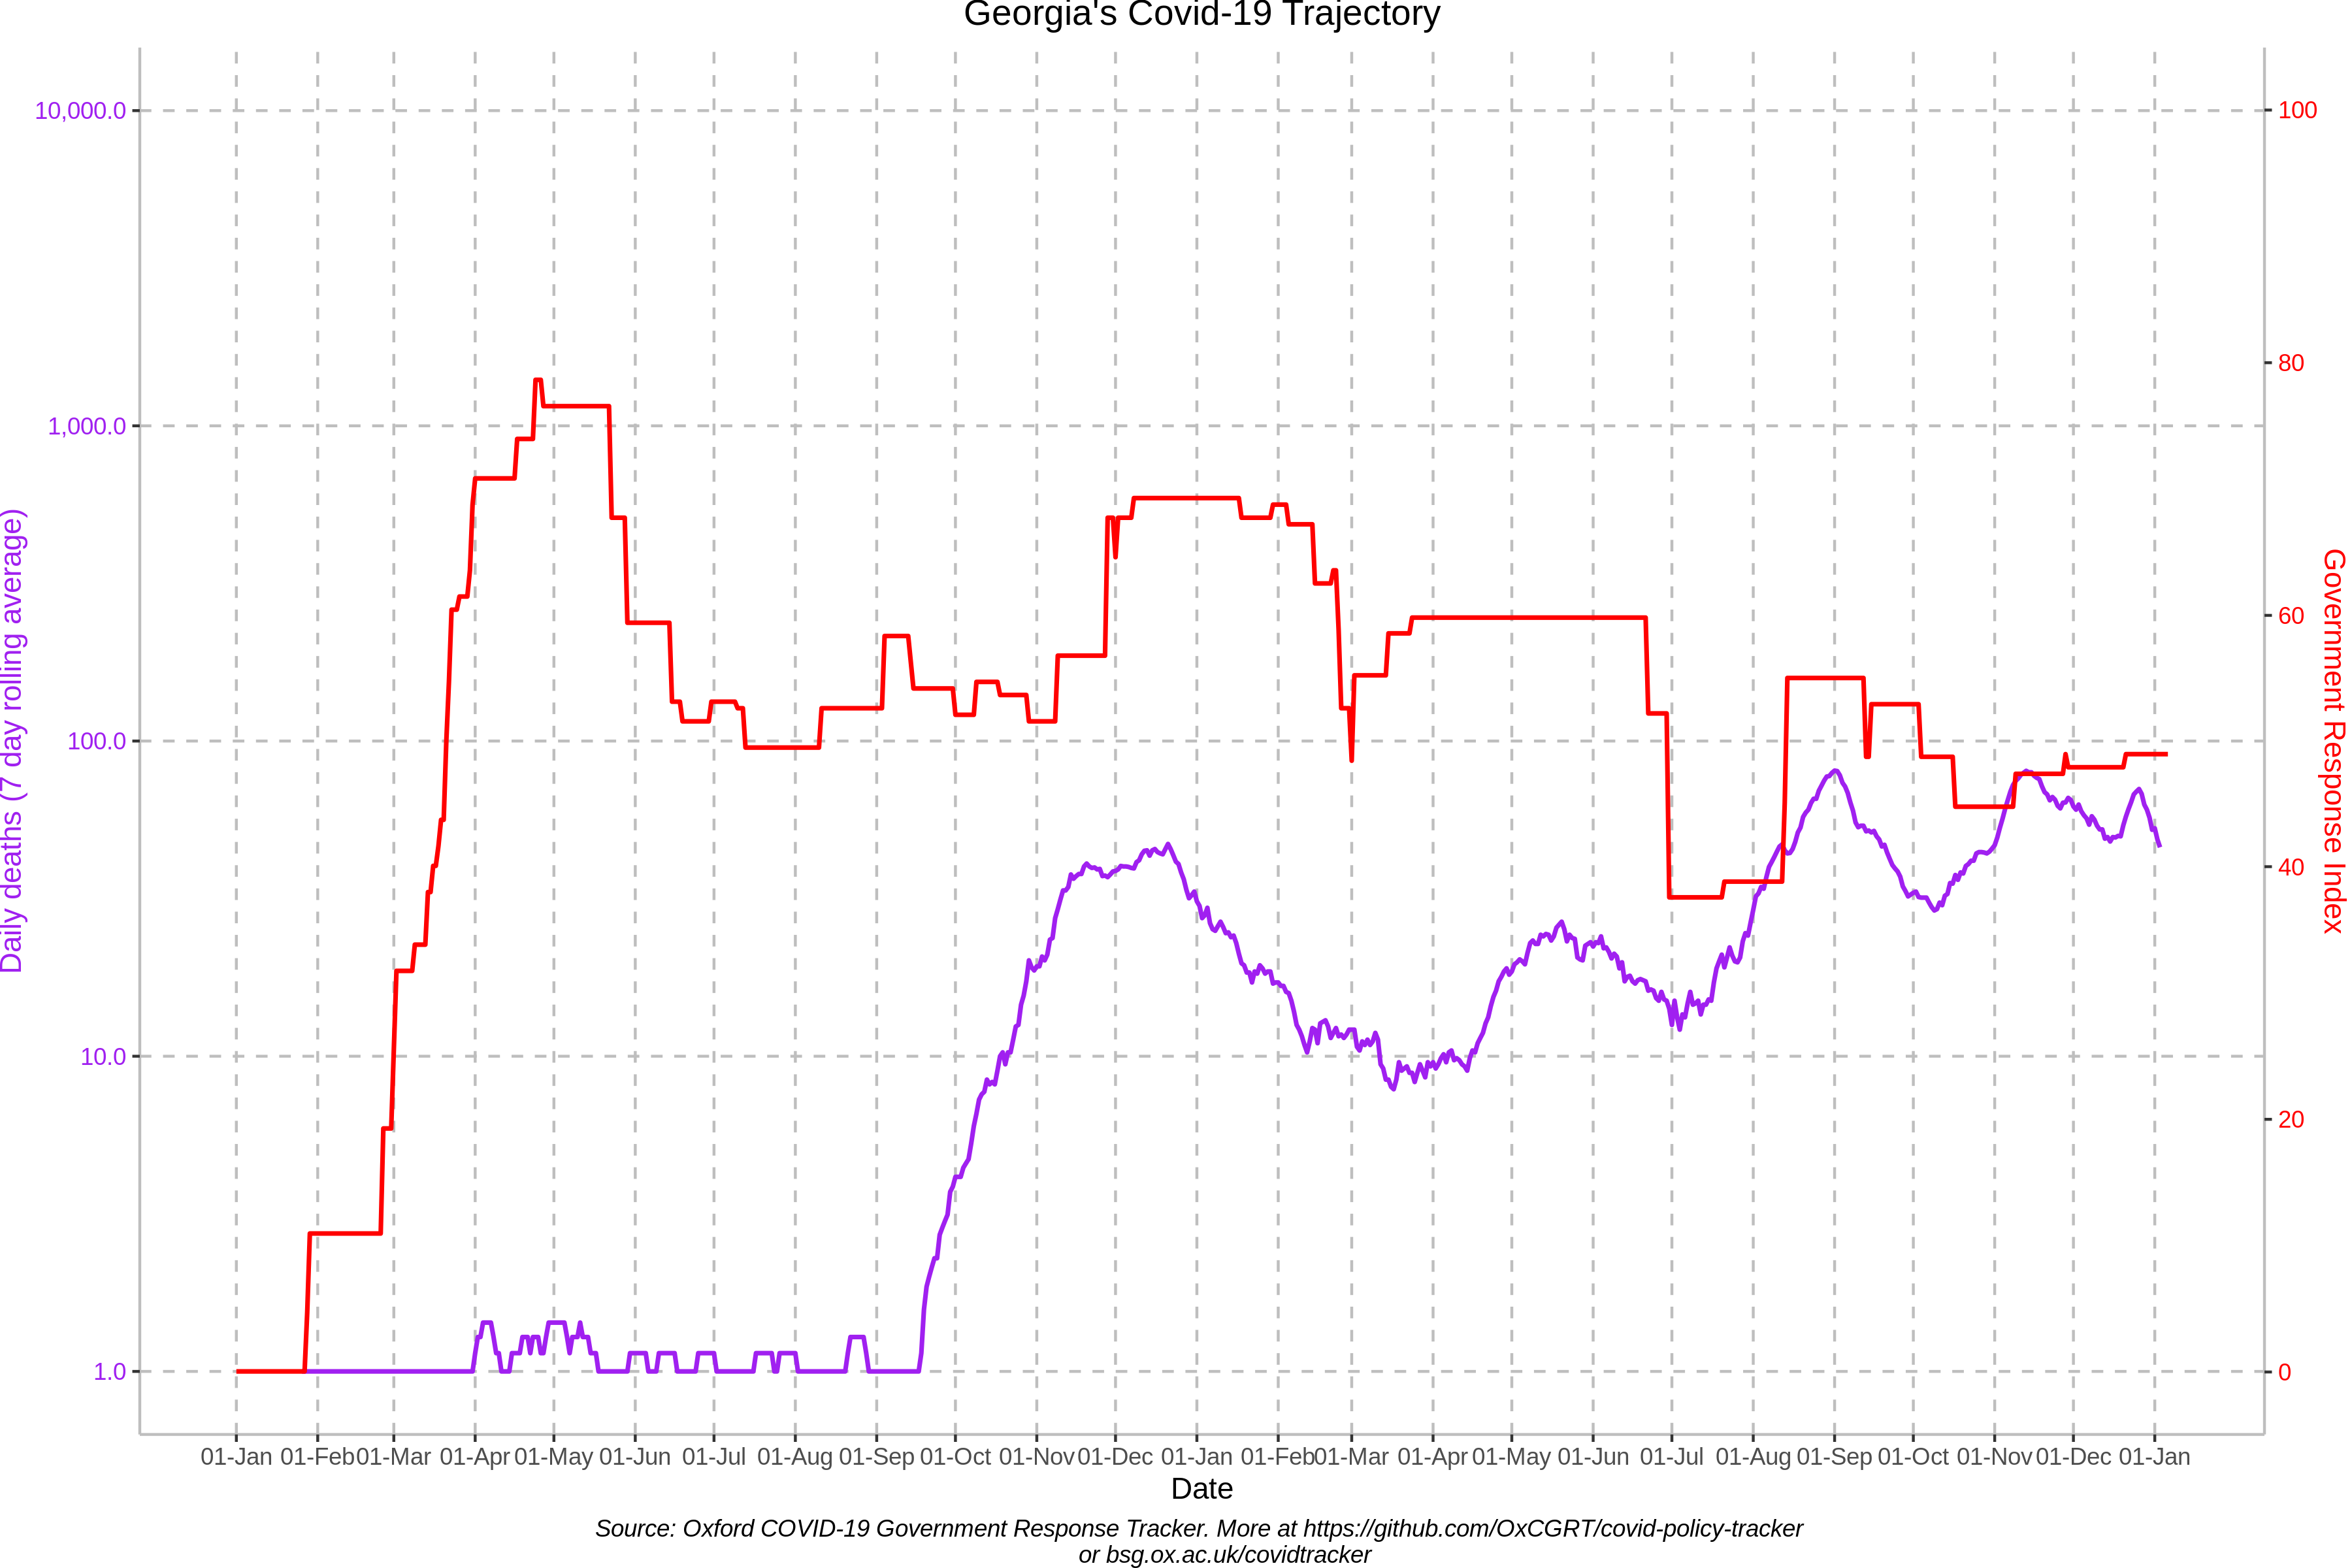 Georgia's Covid-19 Trajectory
10,000.0
1,000.0
100.0
10.0
1.0
Daily deaths (7 day rolling average)
100
80
60
40
20
0
Government Response Index
01-Jan 01-Feb 01-Mar 01-Apr 01-May 01-Jun 01-Jul 01-Aug 01-Sep 01-Oct 01-Nov 01-Dec 01-Jan 01-Feb 01-Mar 01-Apr 01-May 01-Jun 01-Jul 01-Aug 01-Sep 01-Oct 01-Nov 01-Dec 01-Jan
Date
Source: Oxford COVID-19 Government Response Tracker. More at https://github.com/OxCGRT/covid-policy-tracker
or bsg.ox.ac.uk/covidtracker